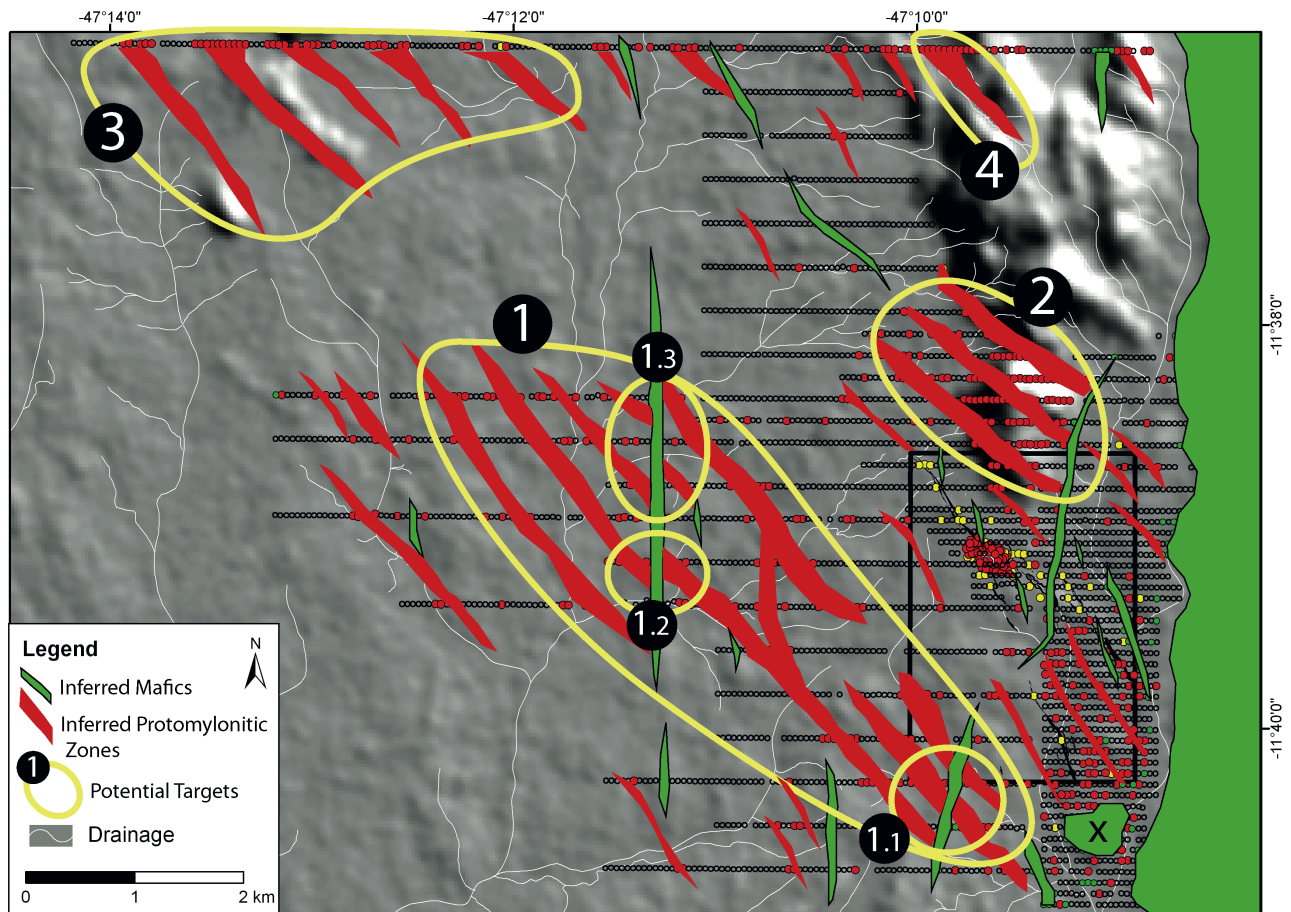 -47°14'0"
-47°12'0"
-47°10'0"
3
4
2
-11°38'0"
1
1.3
1.2
Legend
N
Inferred Mafics
Inferred Protomylonitic
Zones
1
Potential Targets
Drainage
0
1
2 km
-11°40'0"
1.1
X